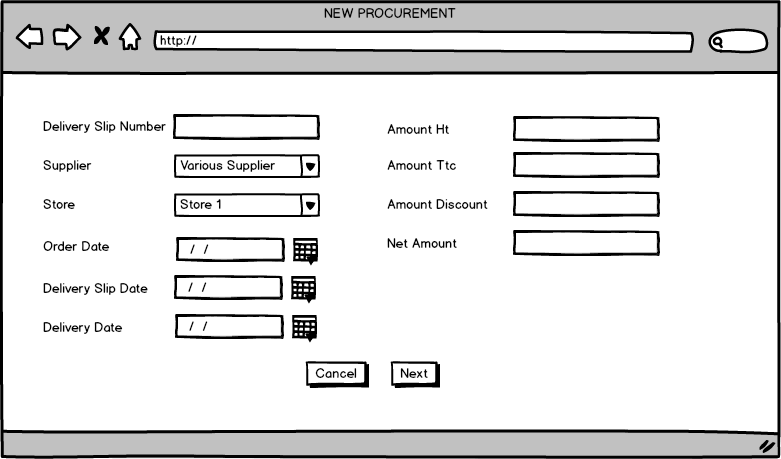 NEW PROCUREMENT
http://
Delivery Slip Number
Supplier
Various Supplier
Store
Store 1
Order Date
/ /
Delivery Slip Date
/ /
Delivery Date
/ /
Amount Ht
Amount Ttc
Amount Discount
Net Amount
Cancel
Next